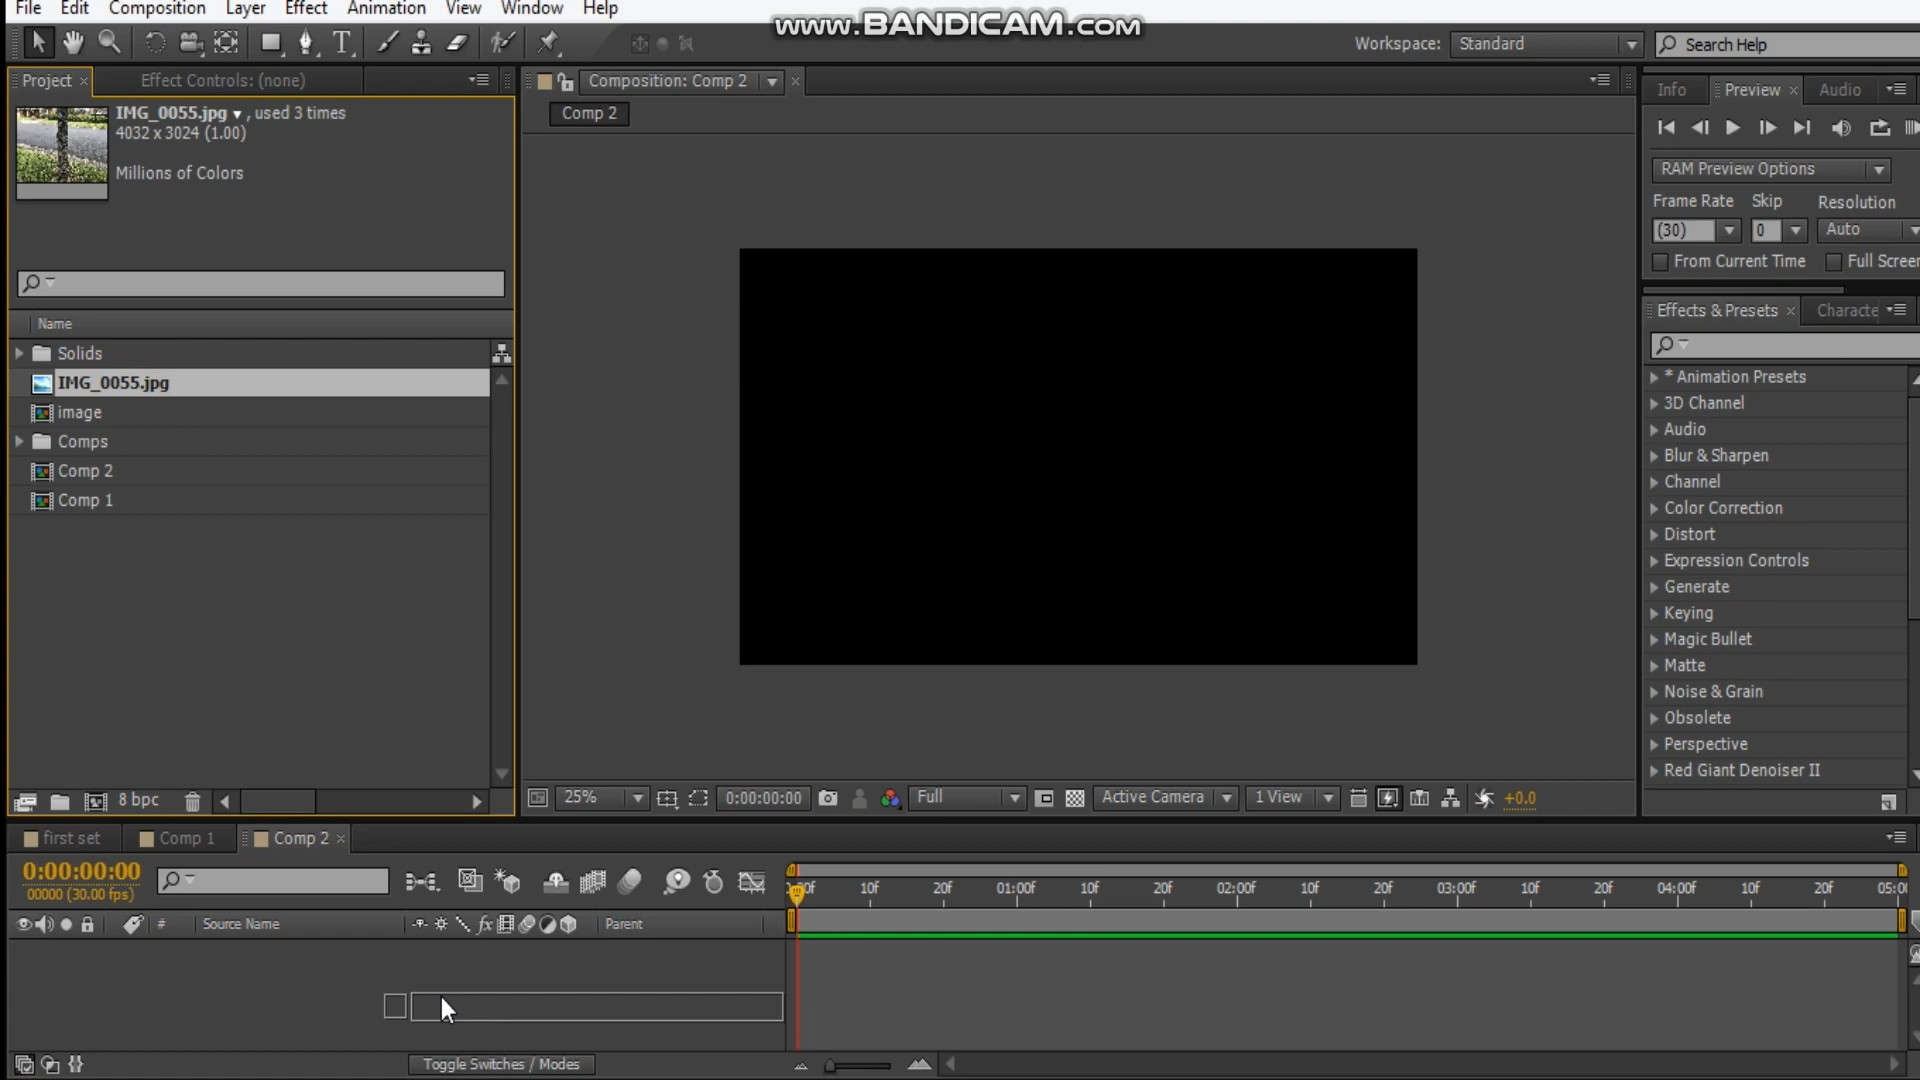 File Edit Composition Layer Effect Animation View Window Help
www.BANDICAM.com
Workspace: Standard
Search Help
Project × Effect Controls: (none)
IMG_0055.jpg ▾ , used 3 times
4032 x 3024 (1.00)
Millions of Colors
Name
Solids
IMG_0055.jpg
image
Comps
Comp 2
Comp 1
8 bpc
Composition: Comp 2
Comp 2
25% 0:00:00:00 Full Active Camera 1 View +0.0
Info Preview × Audio
RAM Preview Options
Frame Rate Skip Resolution
(30) 0 Auto
From Current Time Full Screen
Effects & Presets × Characte
* Animation Presets
3D Channel
Audio
Blur & Sharpen
Channel
Color Correction
Distort
Expression Controls
Generate
Keying
Magic Bullet
Matte
Noise & Grain
Obsolete
Perspective
Red Giant Denoiser II
first set Comp 1 Comp 2 ×
0:00:00:00
00000 (30.00 fps)
10f 20f 01:00f 10f 20f 02:00f 10f 20f 03:00f 10f 20f 04:00f 10f 20f 05:00
# Source Name fx Parent
Toggle Switches / Modes